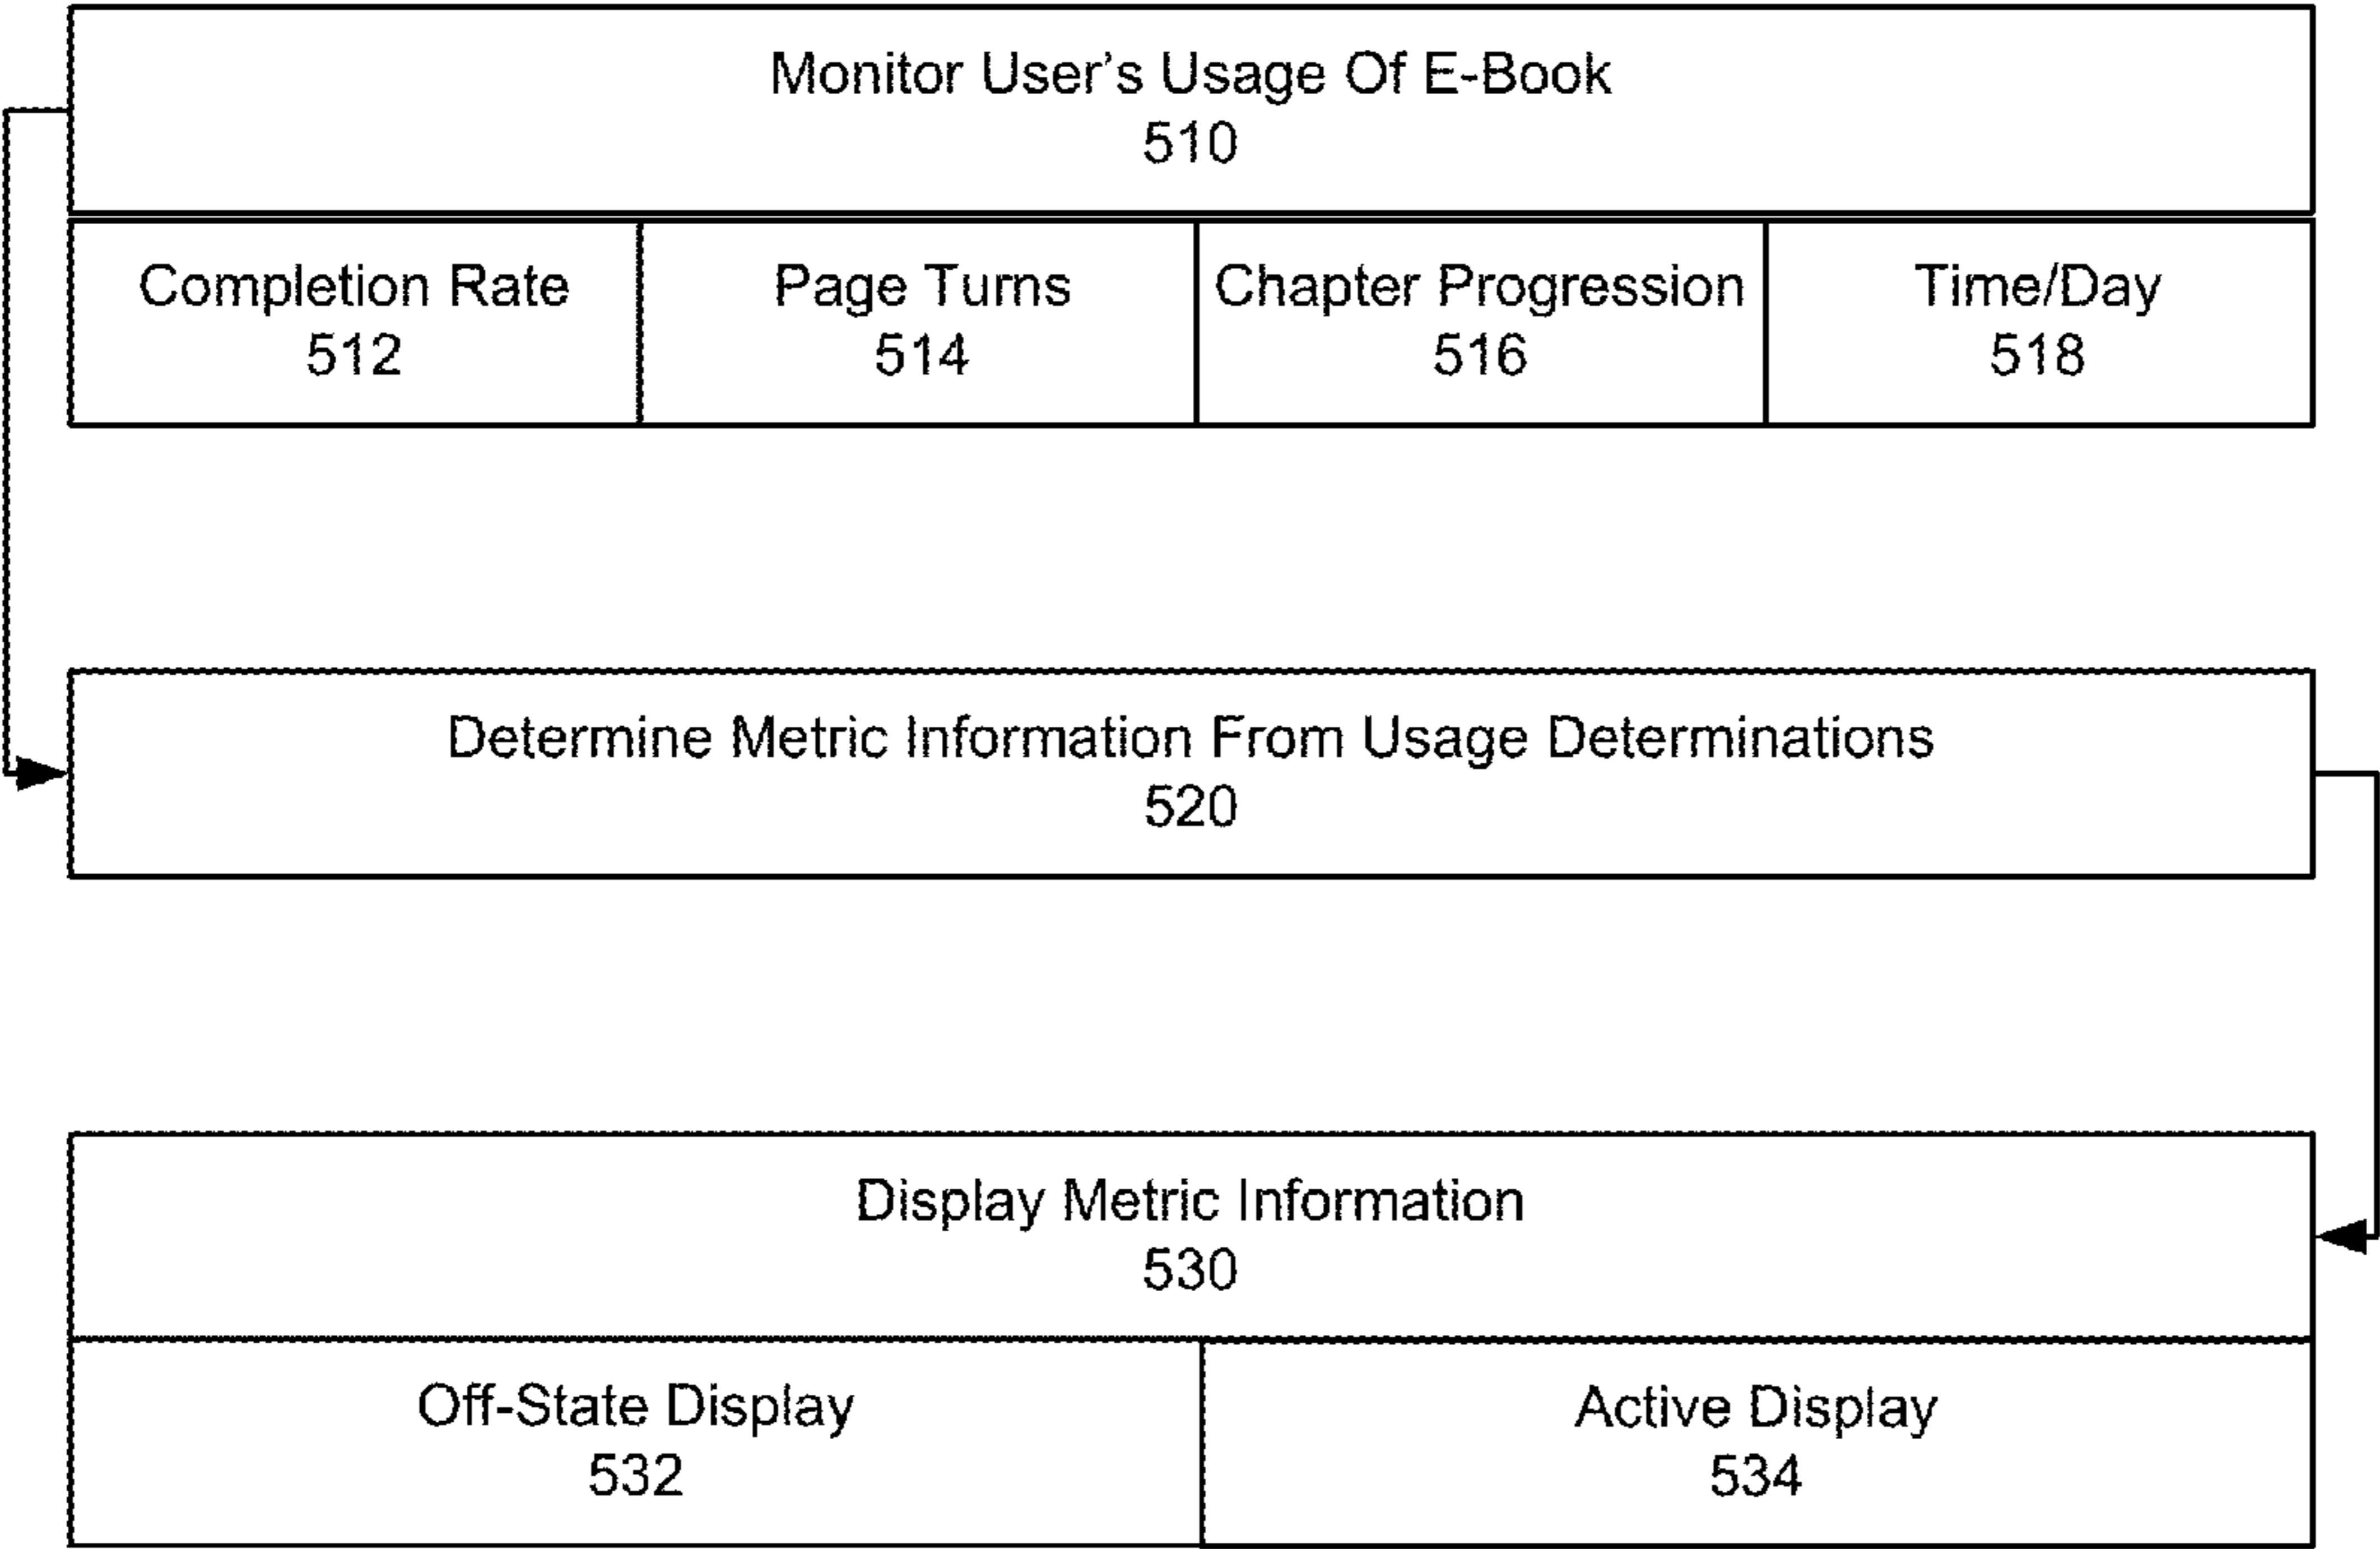 Monitor User's Usage Of E-Book
510
Completion Rate
512
Page Turns
514
Chapter Progression
516
Time/Day
518
Determine Metric Information From Usage Determinations
520
Display Metric Information
530
Off-State Display
532
Active Display
534